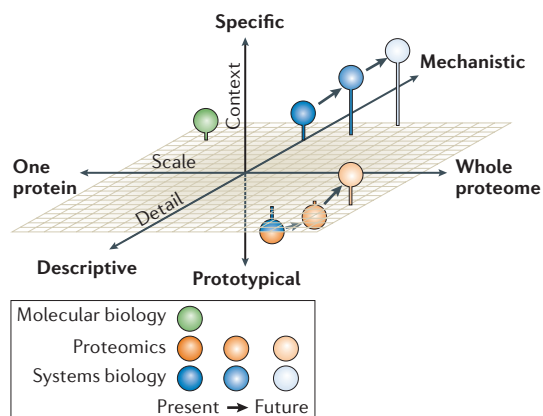 Specific
Mechanistic
Context
One
protein
Scale
Whole
proteome
Detail
Descriptive
Prototypical
Molecular biology
Proteomics
Systems biology
Present → Future